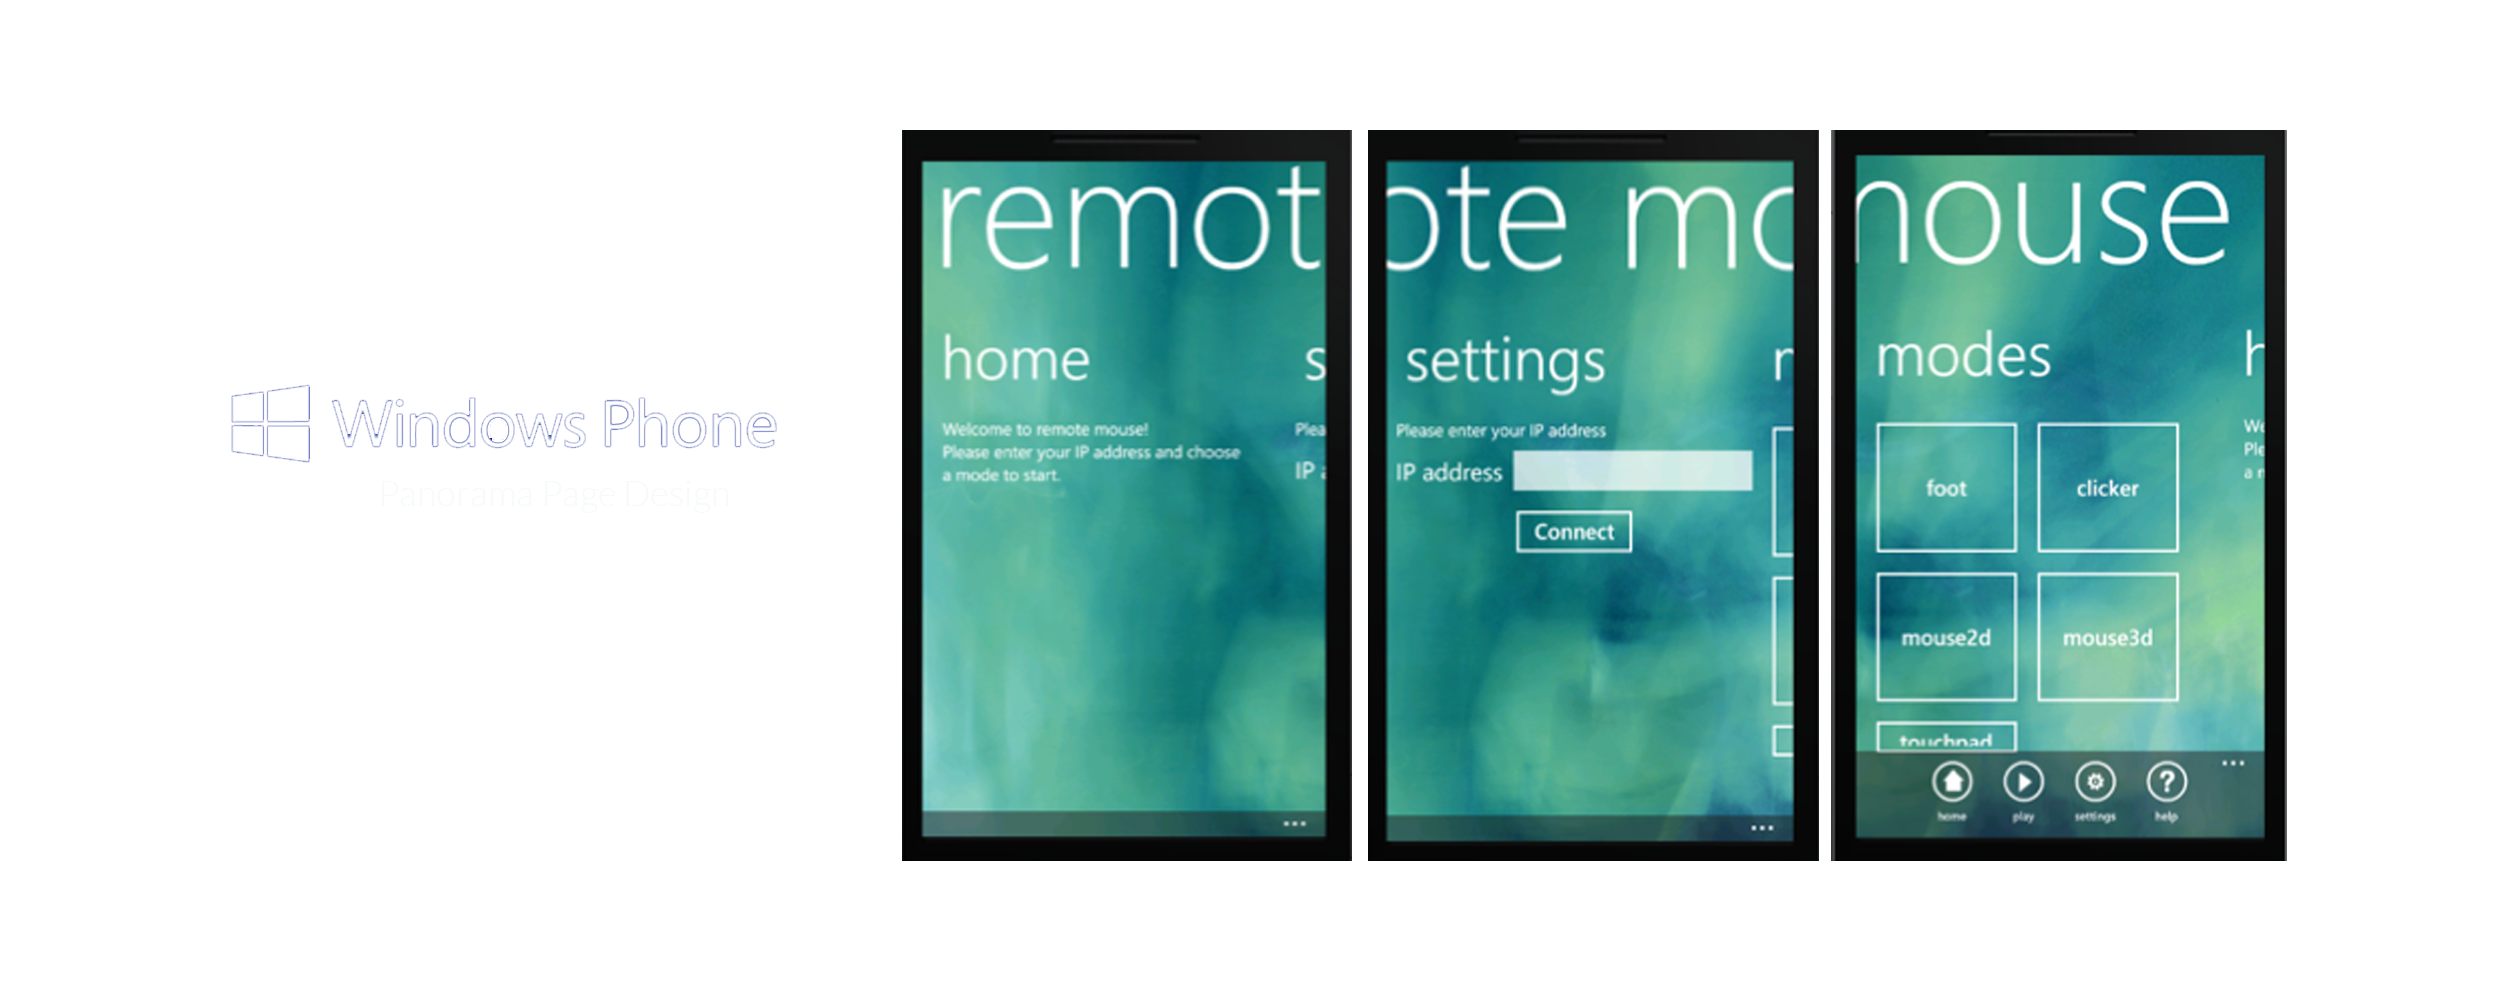 Windows Phone
Panorama Page Design
remot
home
s
Welcome to remote mouse!
Please enter your IP address and choose
a mode to start.
Plea
IP a
...
ote mo
settings
r
Please enter your IP address
IP address
Connect
...
mouse
modes
h
We
Ple
a r
foot
clicker
mouse2d
mouse3d
touchpad
...
home
play
settings
help